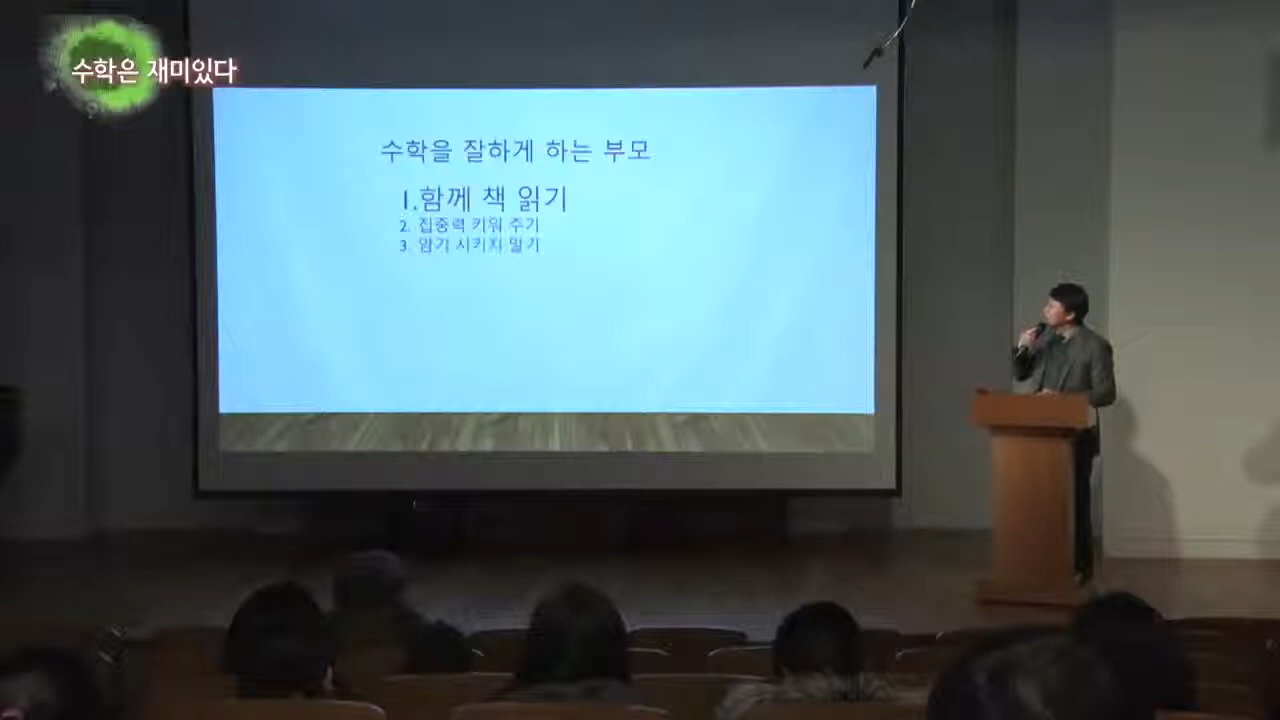 수학은 재미있다
수학을 잘하게 하는 부모
1.함께 책 읽기
2. 집중력 키워 주기
3. 암기 시키지 말기